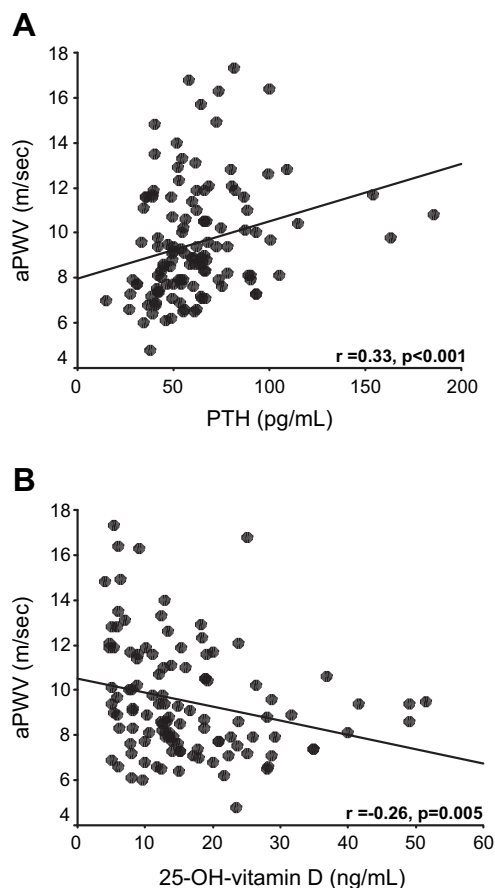 A
18
16
14
12
10
8
6
4
aPWV (m/sec)
r =0.33, p<0.001
0 50 100 150 200
PTH (pg/mL)
B
18
16
14
12
10
8
6
4
aPWV (m/sec)
r =-0.26, p=0.005
0 10 20 30 40 50 60
25-OH-vitamin D (ng/mL)